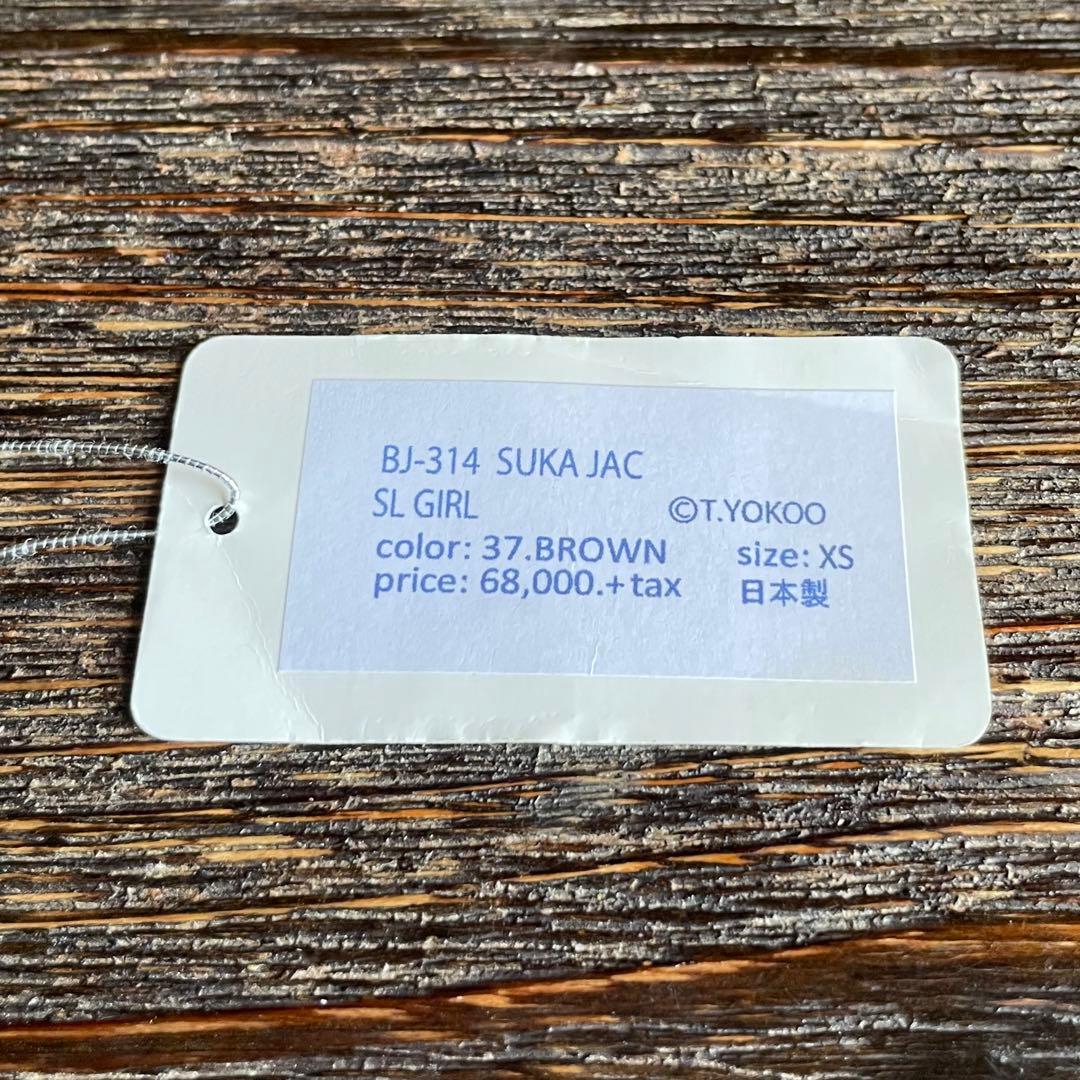 BJ-314 SUKA JAC
SL GIRL ©T.YOKOO
color: 37.BROWN size: XS
price: 68,000.+tax 日本製